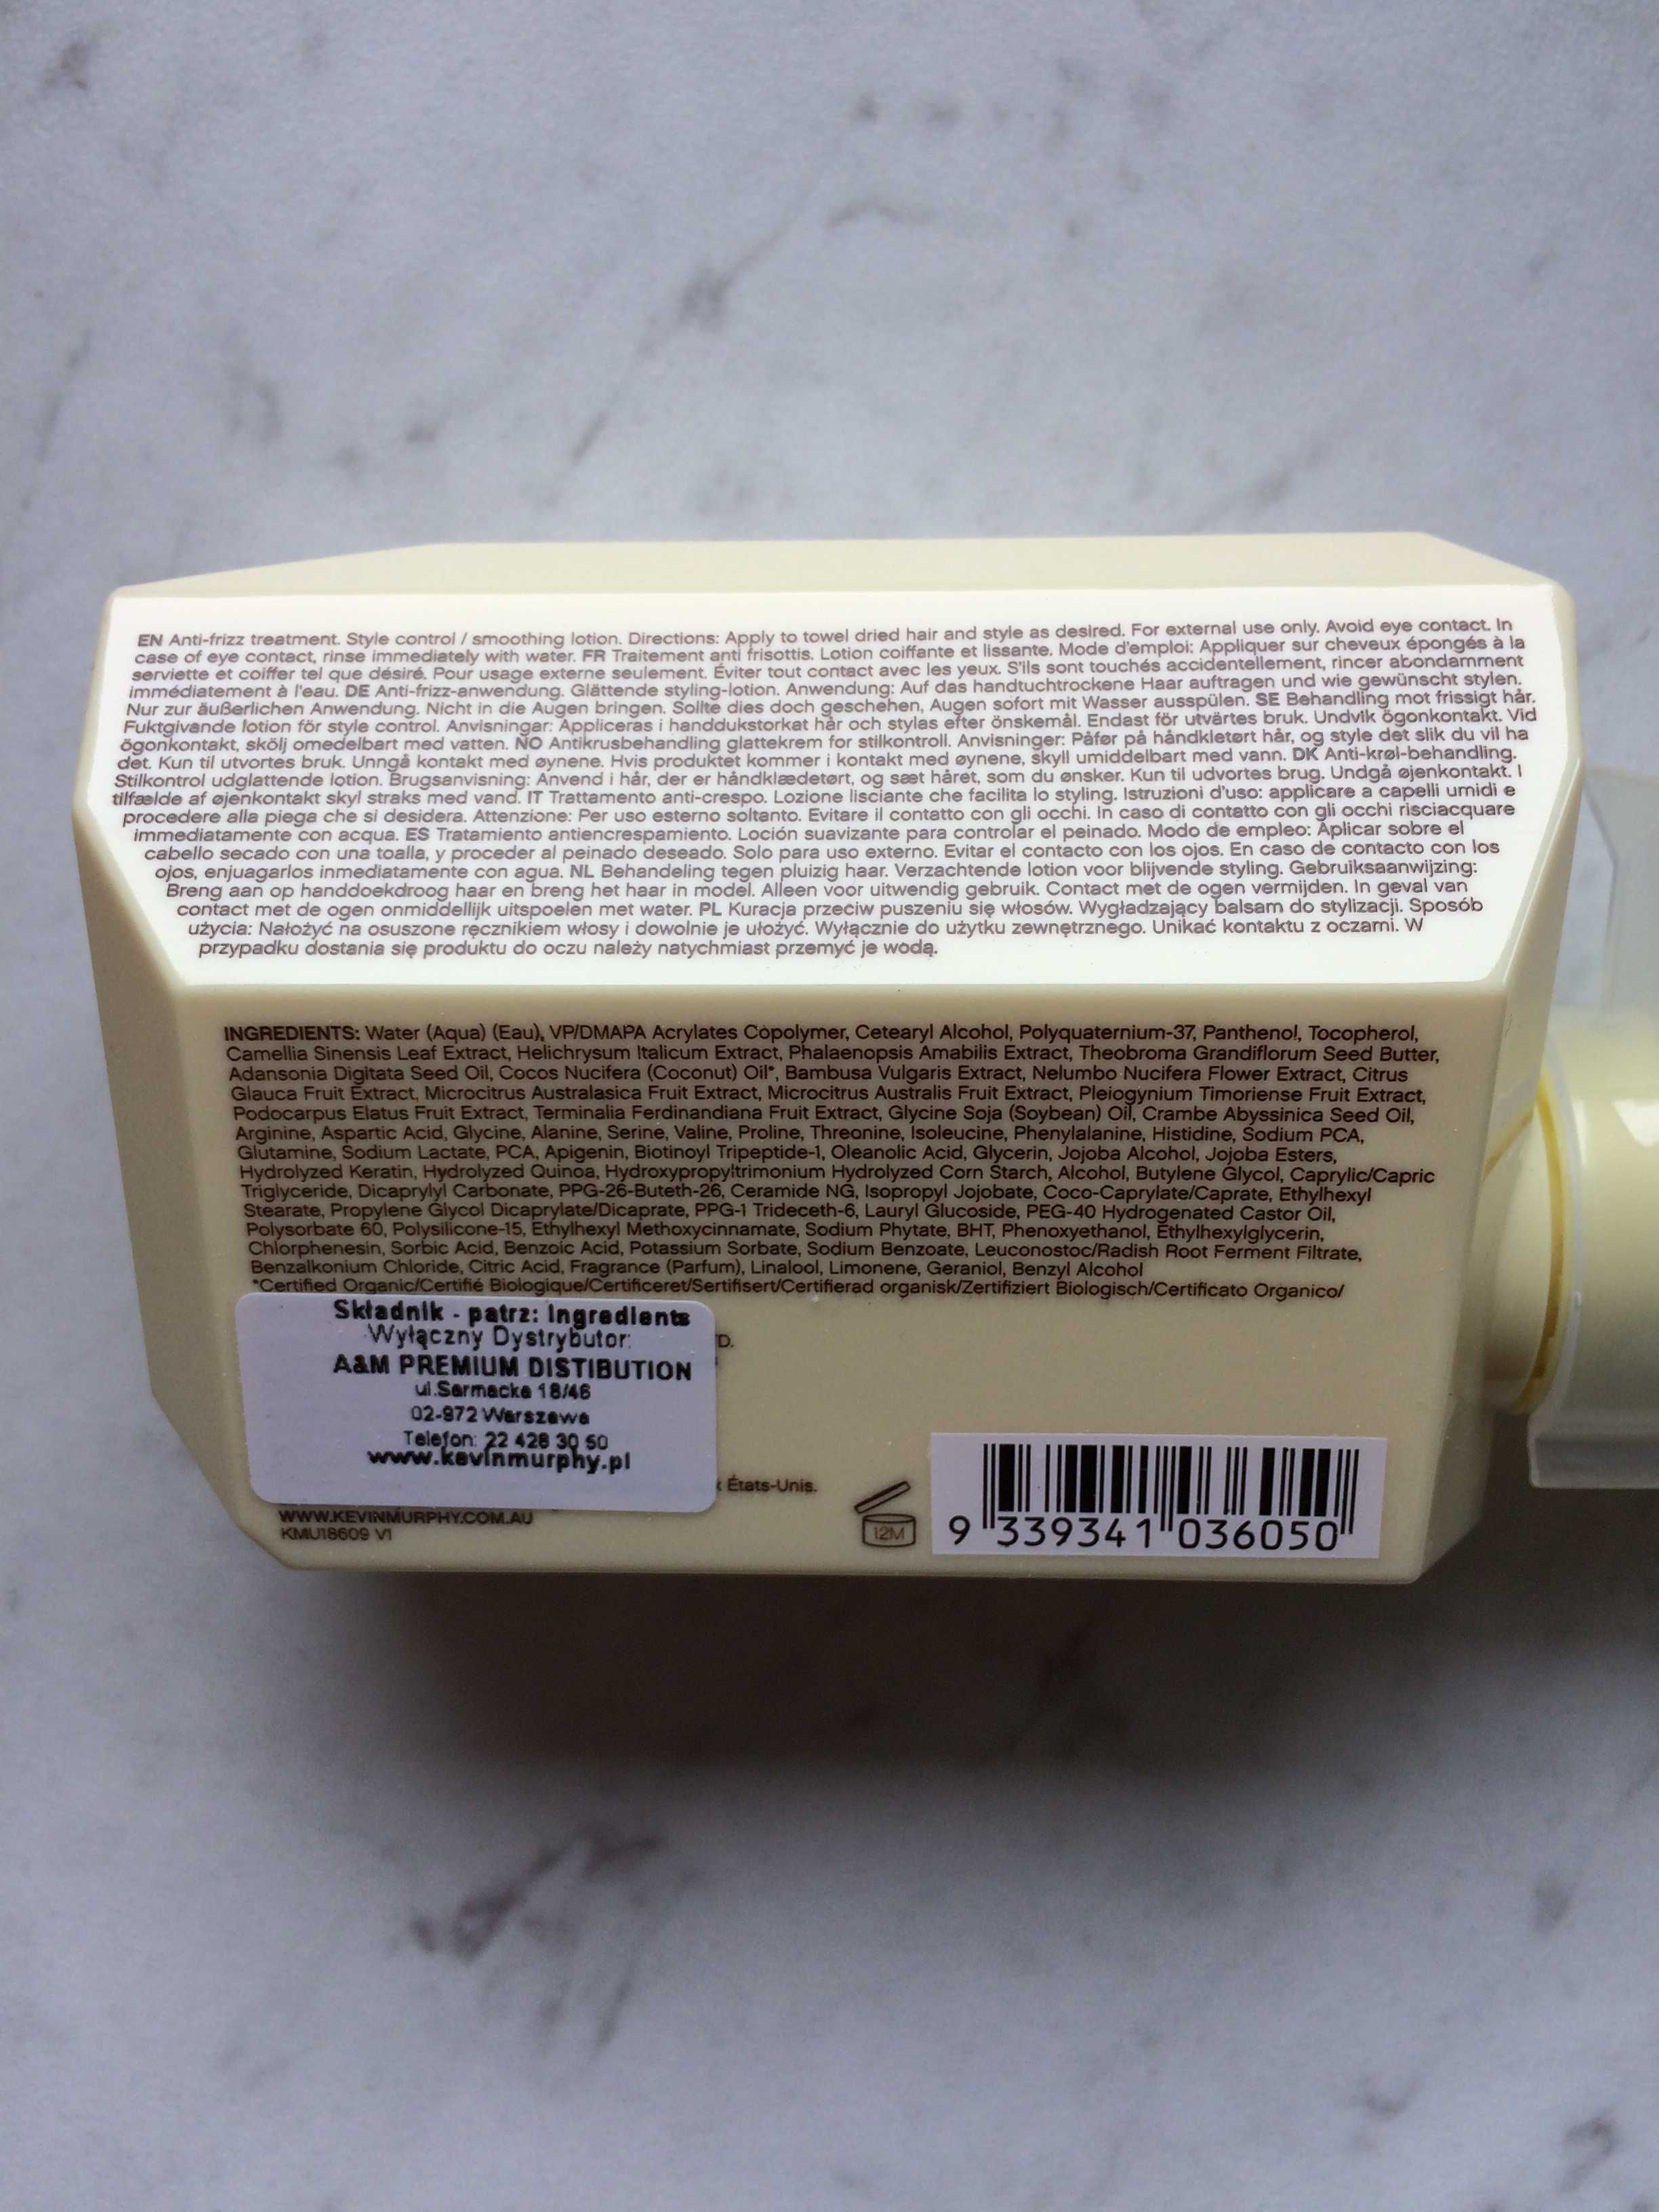 EN Anti-frizz treatment. Style control / smoothing lotion. Directions: Apply to towel dried hair and style as desired. For external use only. Avoid eye contact. In
case of eye contact, rinse immediately with water. FR Traitement anti frisottis. Lotion coiffante et lissante. Mode d'emploi: Appliquer sur cheveux épongés à la
serviette et coiffer tel que désiré. Pour usage externe seulement. Éviter tout contact avec les yeux. S'ils sont touchés accidentellement, rincer abondamment
immédiatement à l'eau. DE Anti-frizz-anwendung. Glättende styling-lotion. Anwendung: Auf das handtuchtrockene Haar auftragen und wie gewünscht stylen.
Nur zur äußerlichen Anwendung. Nicht in die Augen bringen. Sollte dies doch geschehen, Augen sofort mit Wasser ausspülen. SE Behandling mot frissigt hår.
Fuktgivande lotion för style control. Anvisningar: Appliceras i handdukstorkat hår och stylas efter önskemål. Endast för utvärtes bruk. Undvik ögonkontakt. Vid
ögonkontakt, skölj omedelbart med vatten. NO Antikrusbehandling glattekrem for stilkontroll. Anvisninger: Påfør på håndkletørt hår, og style det slik du vil ha
det. Kun til utvortes bruk. Unngå kontakt med øynene. Hvis produktet kommer i kontakt med øynene, skyll umiddelbart med vann. DK Anti-krøl-behandling.
Stilkontrol udglattende lotion. Brugsanvisning: Anvend i hår, der er håndklædetørt, og sæt håret, som du ønsker. Kun til udvortes brug. Undgå øjenkontakt. I
tilfælde af øjenkontakt skyl straks med vand. IT Trattamento anti-crespo. Lozione lisciante che facilita lo styling. Istruzioni d'uso: applicare a capelli umidi e
procedere alla piega che si desidera. Attenzione: Per uso esterno soltanto. Evitare il contatto con gli occhi. In caso di contatto con gli occhi risciacquare
immediatamente con acqua. ES Tratamiento antiencrespamiento. Loción suavizante para controlar el peinado. Modo de empleo: Aplicar sobre el
cabello secado con una toalla, y proceder al peinado deseado. Solo para uso externo. Evitar el contacto con los ojos. En caso de contacto con los
ojos, enjuagarlos inmediatamente con agua. NL Behandeling tegen pluizig haar. Verzachtende lotion voor blijvende styling. Gebruiksaanwijzing:
Breng aan op handdoekdroog haar en breng het haar in model. Alleen voor uitwendig gebruik. Contact met de ogen vermijden. In geval van
contact met de ogen onmiddellijk uitspoelen met water. PL Kuracja przeciw puszeniu się włosów. Wygładzający balsam do stylizacji. Sposób
użycia: Nałożyć na osuszone ręcznikiem włosy i dowolnie je ułożyć. Wyłącznie do użytku zewnętrznego. Unikać kontaktu z oczami. W
przypadku dostania się produktu do oczu należy natychmiast przemyć je wodą.
INGREDIENTS: Water (Aqua) (Eau), VP/DMAPA Acrylates Copolymer, Cetearyl Alcohol, Polyquaternium-37, Panthenol, Tocopherol,
Camellia Sinensis Leaf Extract, Helichrysum Italicum Extract, Phalaenopsis Amabilis Extract, Theobroma Grandiflorum Seed Butter,
Adansonia Digitata Seed Oil, Cocos Nucifera (Coconut) Oil*, Bambusa Vulgaris Extract, Nelumbo Nucifera Flower Extract, Citrus
Glauca Fruit Extract, Microcitrus Australasica Fruit Extract, Microcitrus Australis Fruit Extract, Pleiogynium Timoriense Fruit Extract,
Podocarpus Elatus Fruit Extract, Terminalia Ferdinandiana Fruit Extract, Glycine Soja (Soybean) Oil, Crambe Abyssinica Seed Oil,
Arginine, Aspartic Acid, Glycine, Alanine, Serine, Valine, Proline, Threonine, Isoleucine, Phenylalanine, Histidine, Sodium PCA,
Glutamine, Sodium Lactate, PCA, Apigenin, Biotinoyl Tripeptide-1, Oleanolic Acid, Glycerin, Jojoba Alcohol, Jojoba Esters,
Hydrolyzed Keratin, Hydrolyzed Quinoa, Hydroxypropyltrimonium Hydrolyzed Corn Starch, Alcohol, Butylene Glycol, Caprylic/Capric
Triglyceride, Dicaprylyl Carbonate, PPG-26-Buteth-26, Ceramide NG, Isopropyl Jojobate, Coco-Caprylate/Caprate, Ethylhexyl
Stearate, Propylene Glycol Dicaprylate/Dicaprate, PPG-1 Trideceth-6, Lauryl Glucoside, PEG-40 Hydrogenated Castor Oil,
Polysorbate 60, Polysilicone-15, Ethylhexyl Methoxycinnamate, Sodium Phytate, BHT, Phenoxyethanol, Ethylhexylglycerin,
Chlorphenesin, Sorbic Acid, Benzoic Acid, Potassium Sorbate, Sodium Benzoate, Leuconostoc/Radish Root Ferment Filtrate,
Benzalkonium Chloride, Citric Acid, Fragrance (Parfum), Linalool, Limonene, Geraniol, Benzyl Alcohol
*Certified Organic/Certifié Biologique/Certificeret/Sertifisert/Certifierad organisk/Zertifiziert Biologisch/Certificato Organico/
Składnik - patrz: Ingredients
Wyłączny Dystrybutor:
A&M PREMIUM DISTIBUTION
ul.Sarmacka 18/46
02-972 Warszawa
Telefon: 22 428 30 50
www.kevinmurphy.pl
D.
États-Unis.
WWW.KEVINMURPHY.COM.AU
KMU18609 V1
12M
9 339341 036050